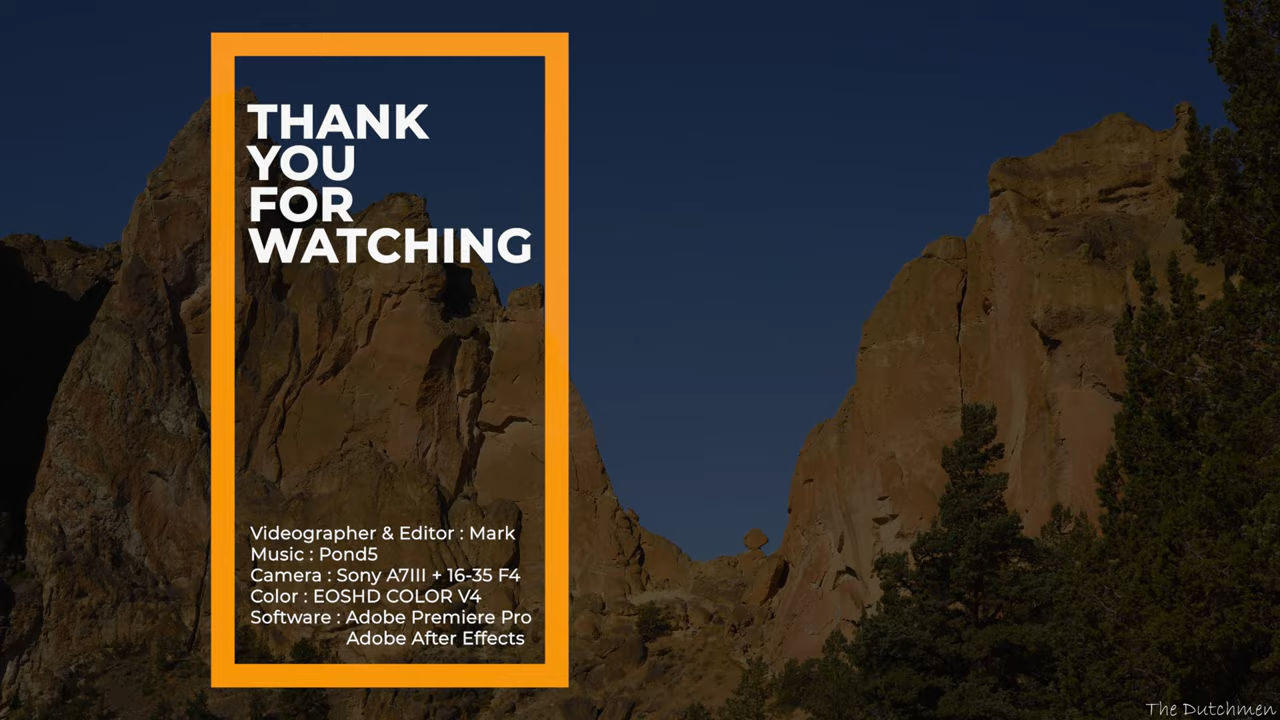 THANK
YOU
FOR
WATCHING
Videographer & Editor : Mark
Music : Pond5
Camera : Sony A7III + 16-35 F4
Color : EOSHD COLOR V4
Software : Adobe Premiere Pro
Adobe After Effects
The Dutchmen